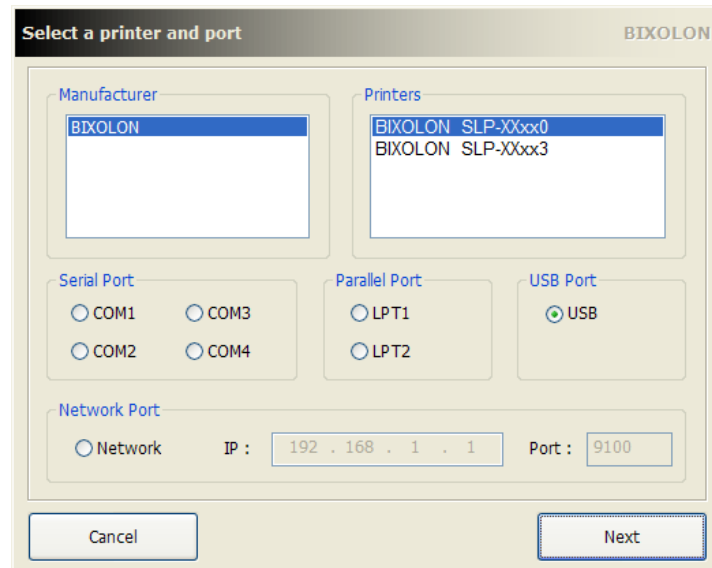 Select a printer and port
BIXOLON
Manufacturer
BIXOLON
Printers
BIXOLON SLP-XXxx0
BIXOLON SLP-XXxx3
Serial Port
COM1
COM3
COM2
COM4
Parallel Port
LPT1
LPT2
USB Port
USB
Network Port
Network IP : 192 . 168 . 1 . 1 Port : 9100
Cancel
Next